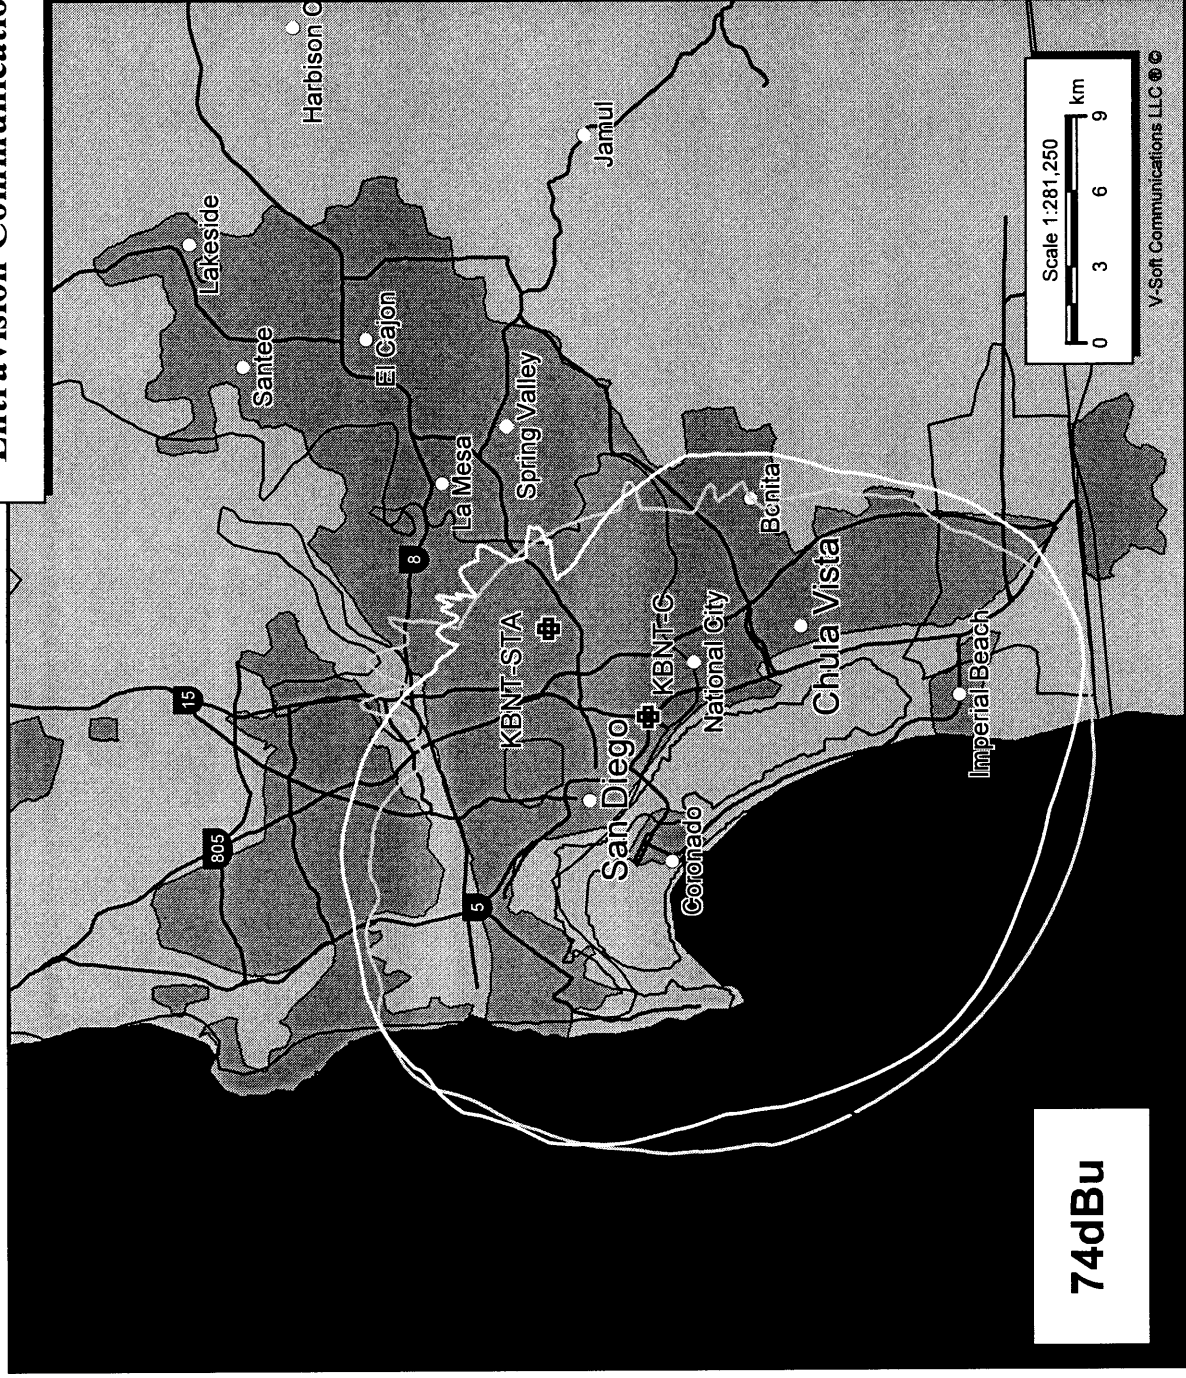 Entravision
Lakeside
Harbison C
Santee
El Cajon
Jamul
15
8
La Mesa
Spring Valley
805
5
KBNT-STA
KBNT-C
National City
Bonita
San Diego
Chula Vista
Coronado
Imperial Beach
Scale 1:281,250
0
3
6
9
km
V-Soft Communications LLC ® ©
74dBu